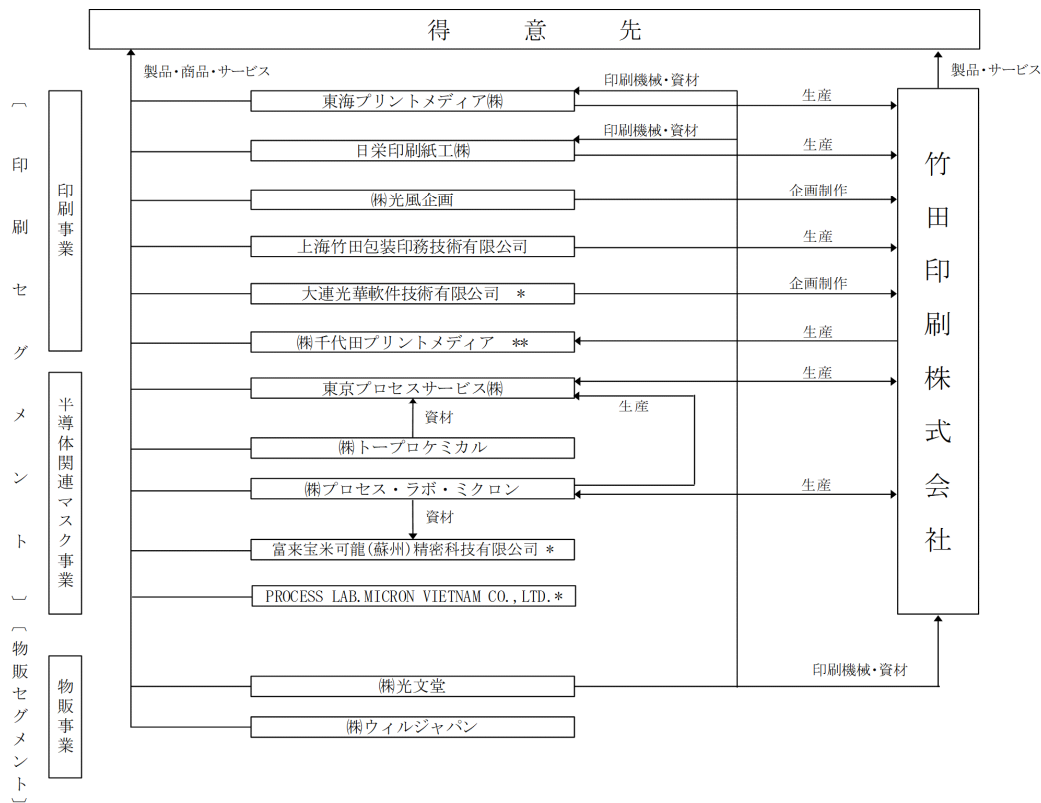 得意先
製品・商品・サービス
製品・サービス
〔印刷セグメント〕
印刷事業
東海プリントメディア㈱
印刷機械・資材
生産
日栄印刷紙工㈱
印刷機械・資材
生産
㈱光風企画
企画制作
上海竹田包装印務技術有限公司
生産
大連光華軟件技術有限公司 *
企画制作
㈱千代田プリントメディア **
生産
竹田印刷株式会社
半導体関連マスク事業
東京プロセスサービス㈱
生産
資材
生産
㈱トープロケミカル
㈱プロセス・ラボ・ミクロン
生産
資材
富来宝米可龍(蘇州)精密科技有限公司 *
PROCESS LAB.MICRON VIETNAM CO.,LTD.*
〔物販セグメント〕
物販事業
㈱光文堂
印刷機械・資材
㈱ウィルジャパン